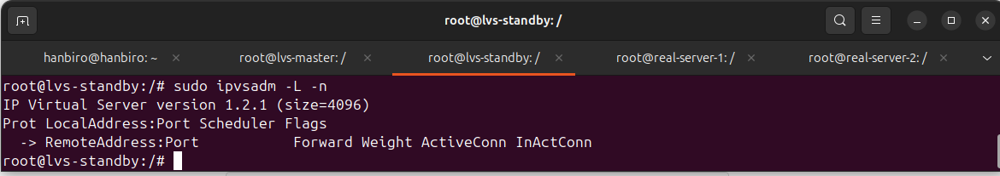 root@lvs-standby: /
hanbiro@hanbiro: ~
root@lvs-master: /
root@lvs-standby: /
root@real-server-1: /
root@real-server-2: /
root@lvs-standby:/# sudo ipvsadm -L -n
IP Virtual Server version 1.2.1 (size=4096)
Prot LocalAddress:Port Scheduler Flags
  -> RemoteAddress:Port           Forward Weight ActiveConn InActConn
root@lvs-standby:/#